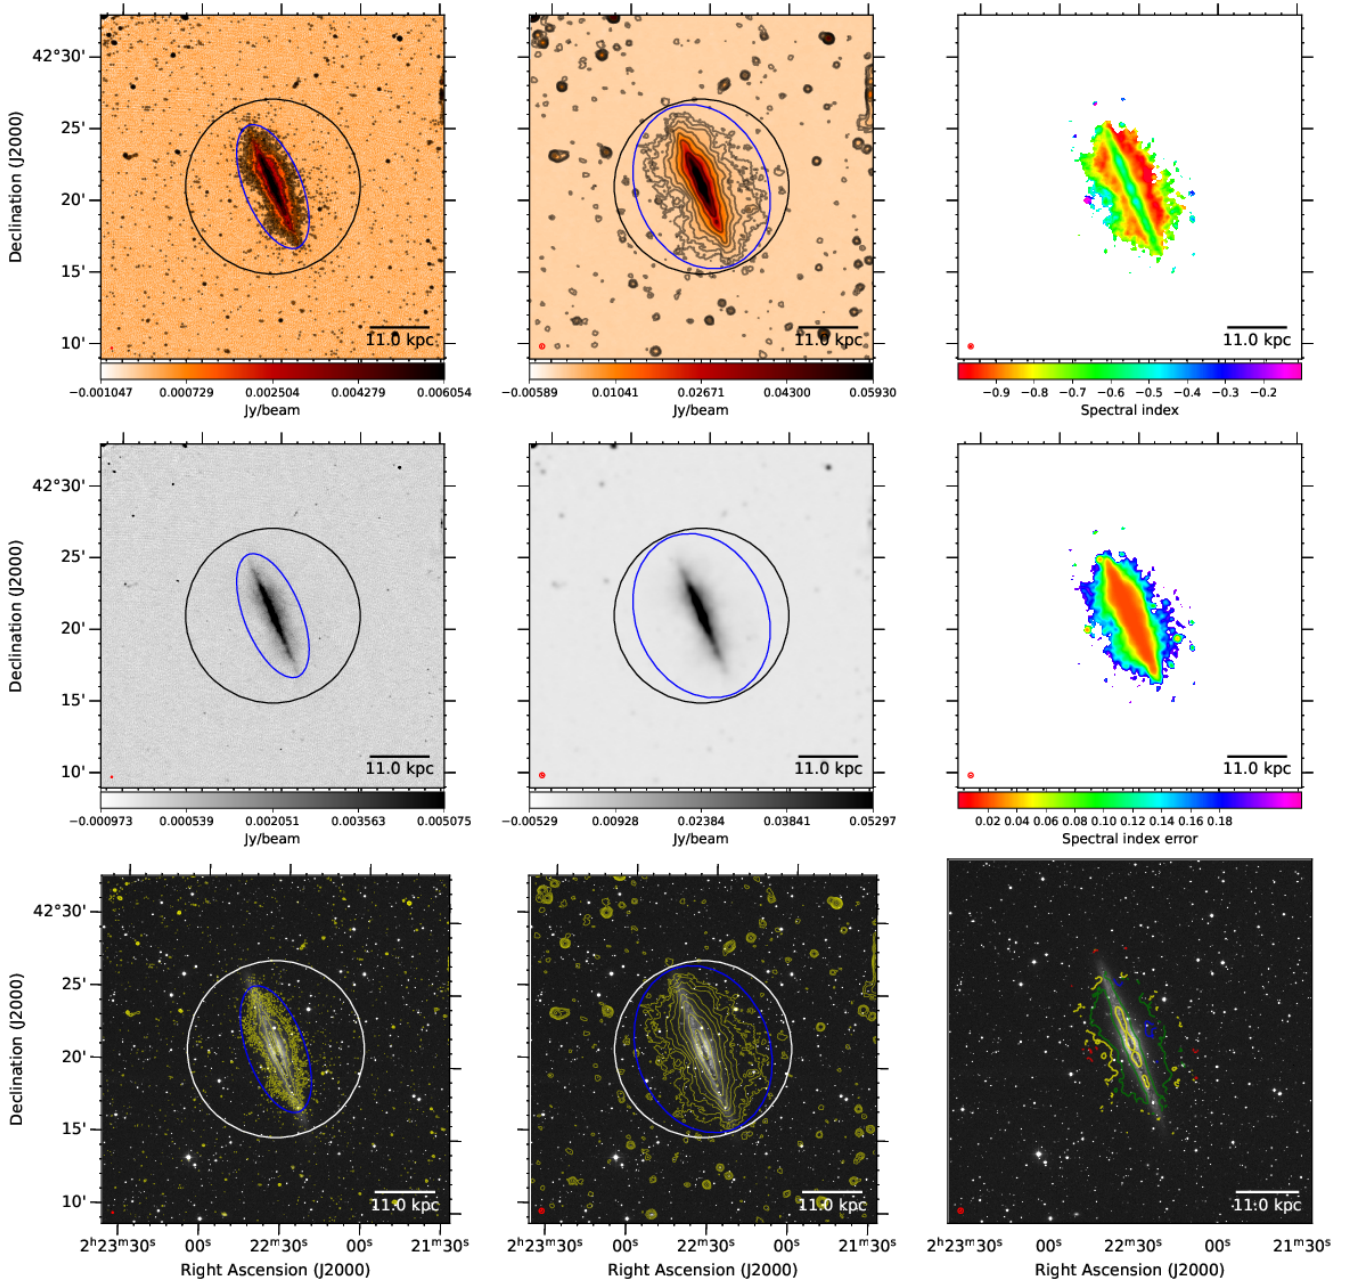 Declination (J2000)
42°30'
25'
20'
15'
10'
11.0 kpc
11.0 kpc
11.0 kpc
−0.001047 0.000729 0.002504 0.004279 0.006054
Jy/beam
−0.00589 0.01041 0.02671 0.04300 0.05930
Jy/beam
−0.9 −0.8 −0.7 −0.6 −0.5 −0.4 −0.3 −0.2
Spectral index
Declination (J2000)
42°30'
25'
20'
15'
10'
11.0 kpc
11.0 kpc
11.0 kpc
−0.000973 0.000539 0.002051 0.003563 0.005075
Jy/beam
−0.00529 0.00928 0.02384 0.03841 0.05297
Jy/beam
0.02 0.04 0.06 0.08 0.10 0.12 0.14 0.16 0.18
Spectral index error
Declination (J2000)
42°30'
25'
20'
15'
10'
11.0 kpc
11.0 kpc
11.0 kpc
2ʰ23ᵐ30ˢ 00ˢ 22ᵐ30ˢ 00ˢ 21ᵐ30ˢ
Right Ascension (J2000)
2ʰ23ᵐ30ˢ 00ˢ 22ᵐ30ˢ 00ˢ 21ᵐ30ˢ
Right Ascension (J2000)
2ʰ23ᵐ30ˢ 00ˢ 22ᵐ30ˢ 00ˢ 21ᵐ30ˢ
Right Ascension (J2000)